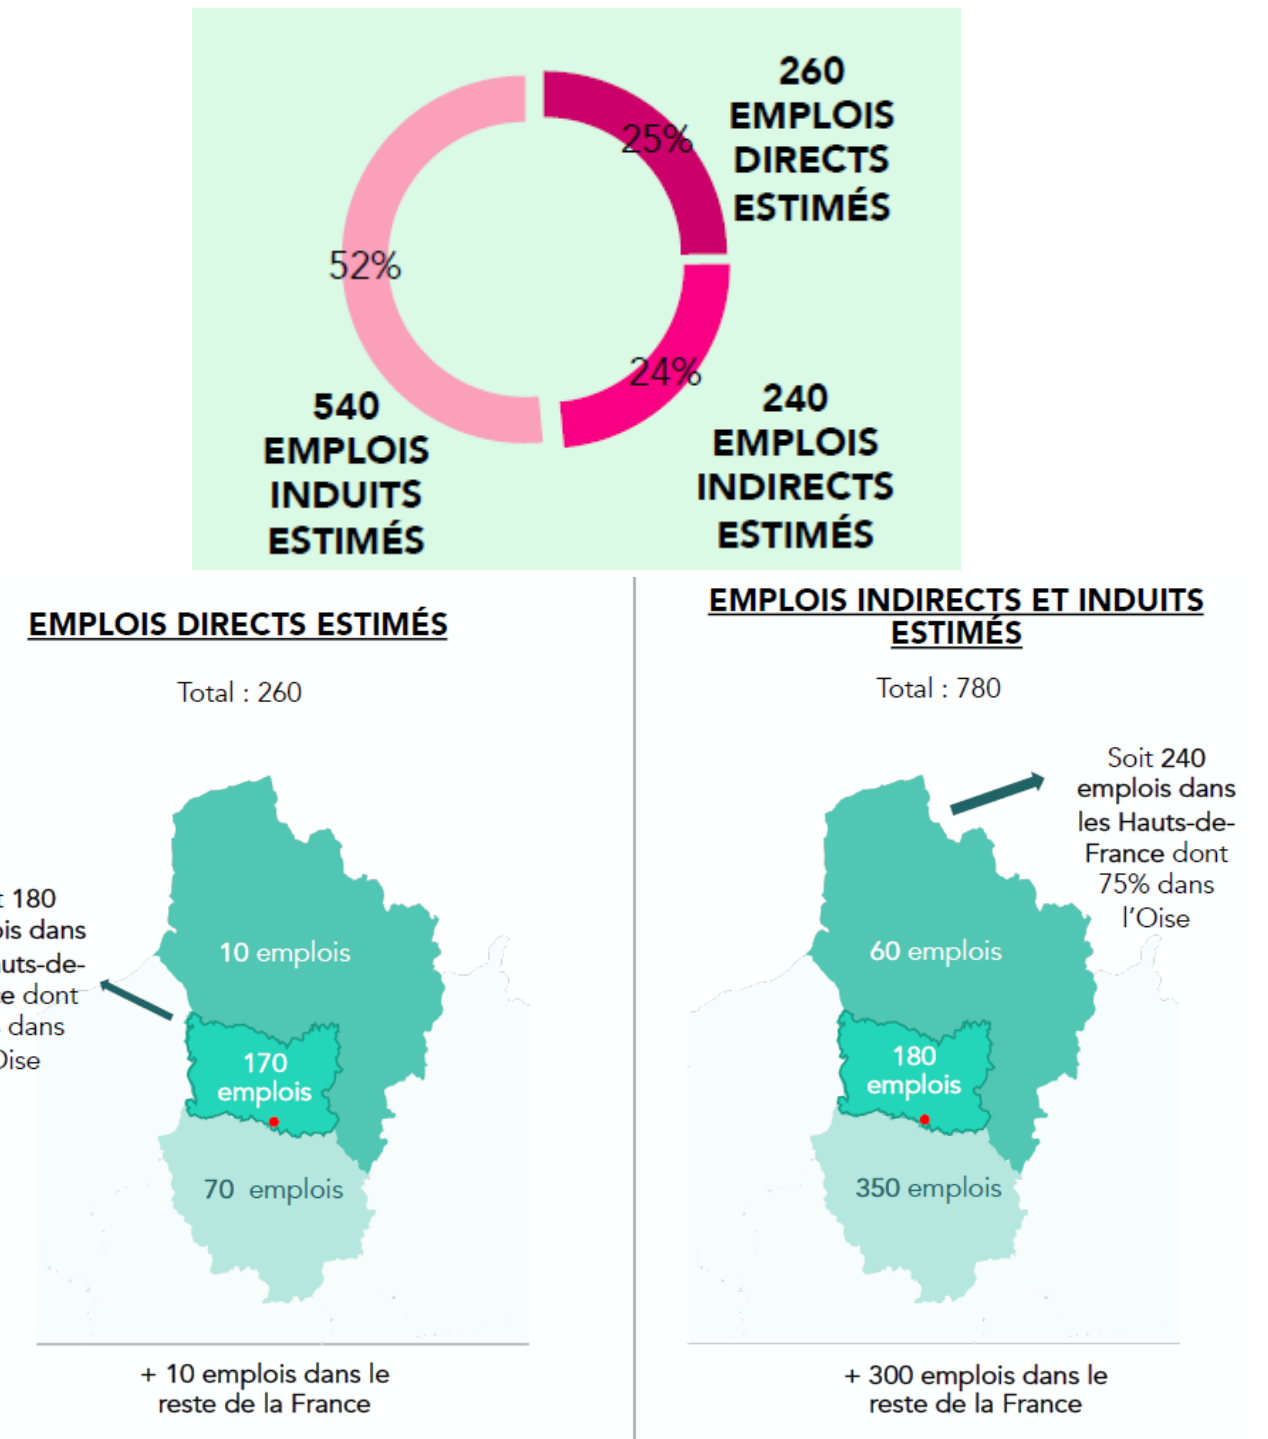 260
EMPLOIS
DIRECTS
ESTIMÉS
25%
52%
24%
540
EMPLOIS
INDUITS
ESTIMÉS
240
EMPLOIS
INDIRECTS
ESTIMÉS
EMPLOIS DIRECTS ESTIMÉS
Total : 260
180
dans
dont
dans
10 emplois
170
emplois
70 emplois
+ 10 emplois dans le
reste de la France
EMPLOIS INDIRECTS ET INDUITS
ESTIMÉS
Total : 780
Soit 240
emplois dans
les Hauts-de-
France dont
75% dans
l'Oise
60 emplois
180
emplois
350 emplois
+ 300 emplois dans le
reste de la France